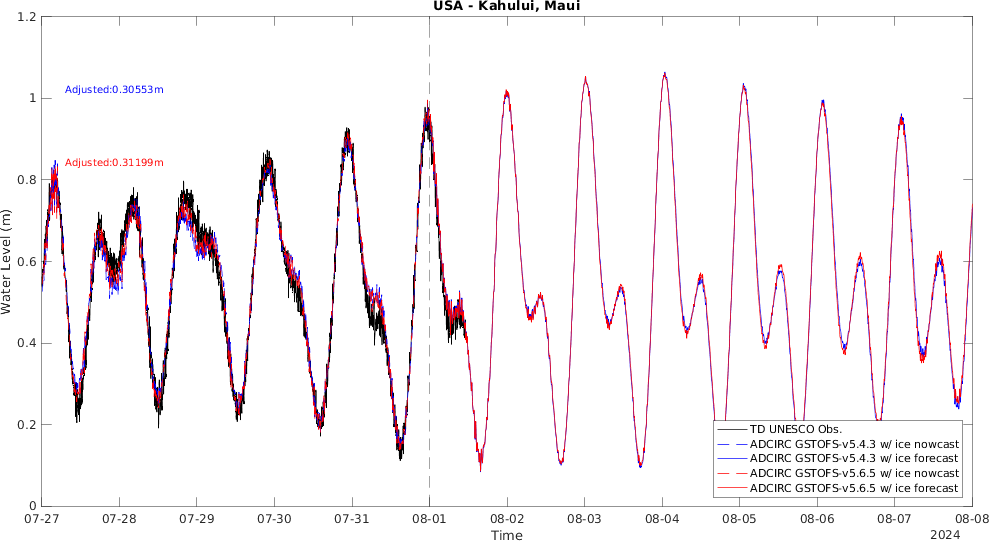 USA - Kahului, Maui
1.2
1
0.8
0.6
0.4
0.2
0
Water Level (m)
Adjusted:0.30553m
Adjusted:0.31199m
TD UNESCO Obs.
ADCIRC GSTOFS-v5.4.3 w/ ice nowcast
ADCIRC GSTOFS-v5.4.3 w/ ice forecast
ADCIRC GSTOFS-v5.6.5 w/ ice nowcast
ADCIRC GSTOFS-v5.6.5 w/ ice forecast
07-27 07-28 07-29 07-30 07-31 08-01 08-02 08-03 08-04 08-05 08-06 08-07 08-08
Time
2024